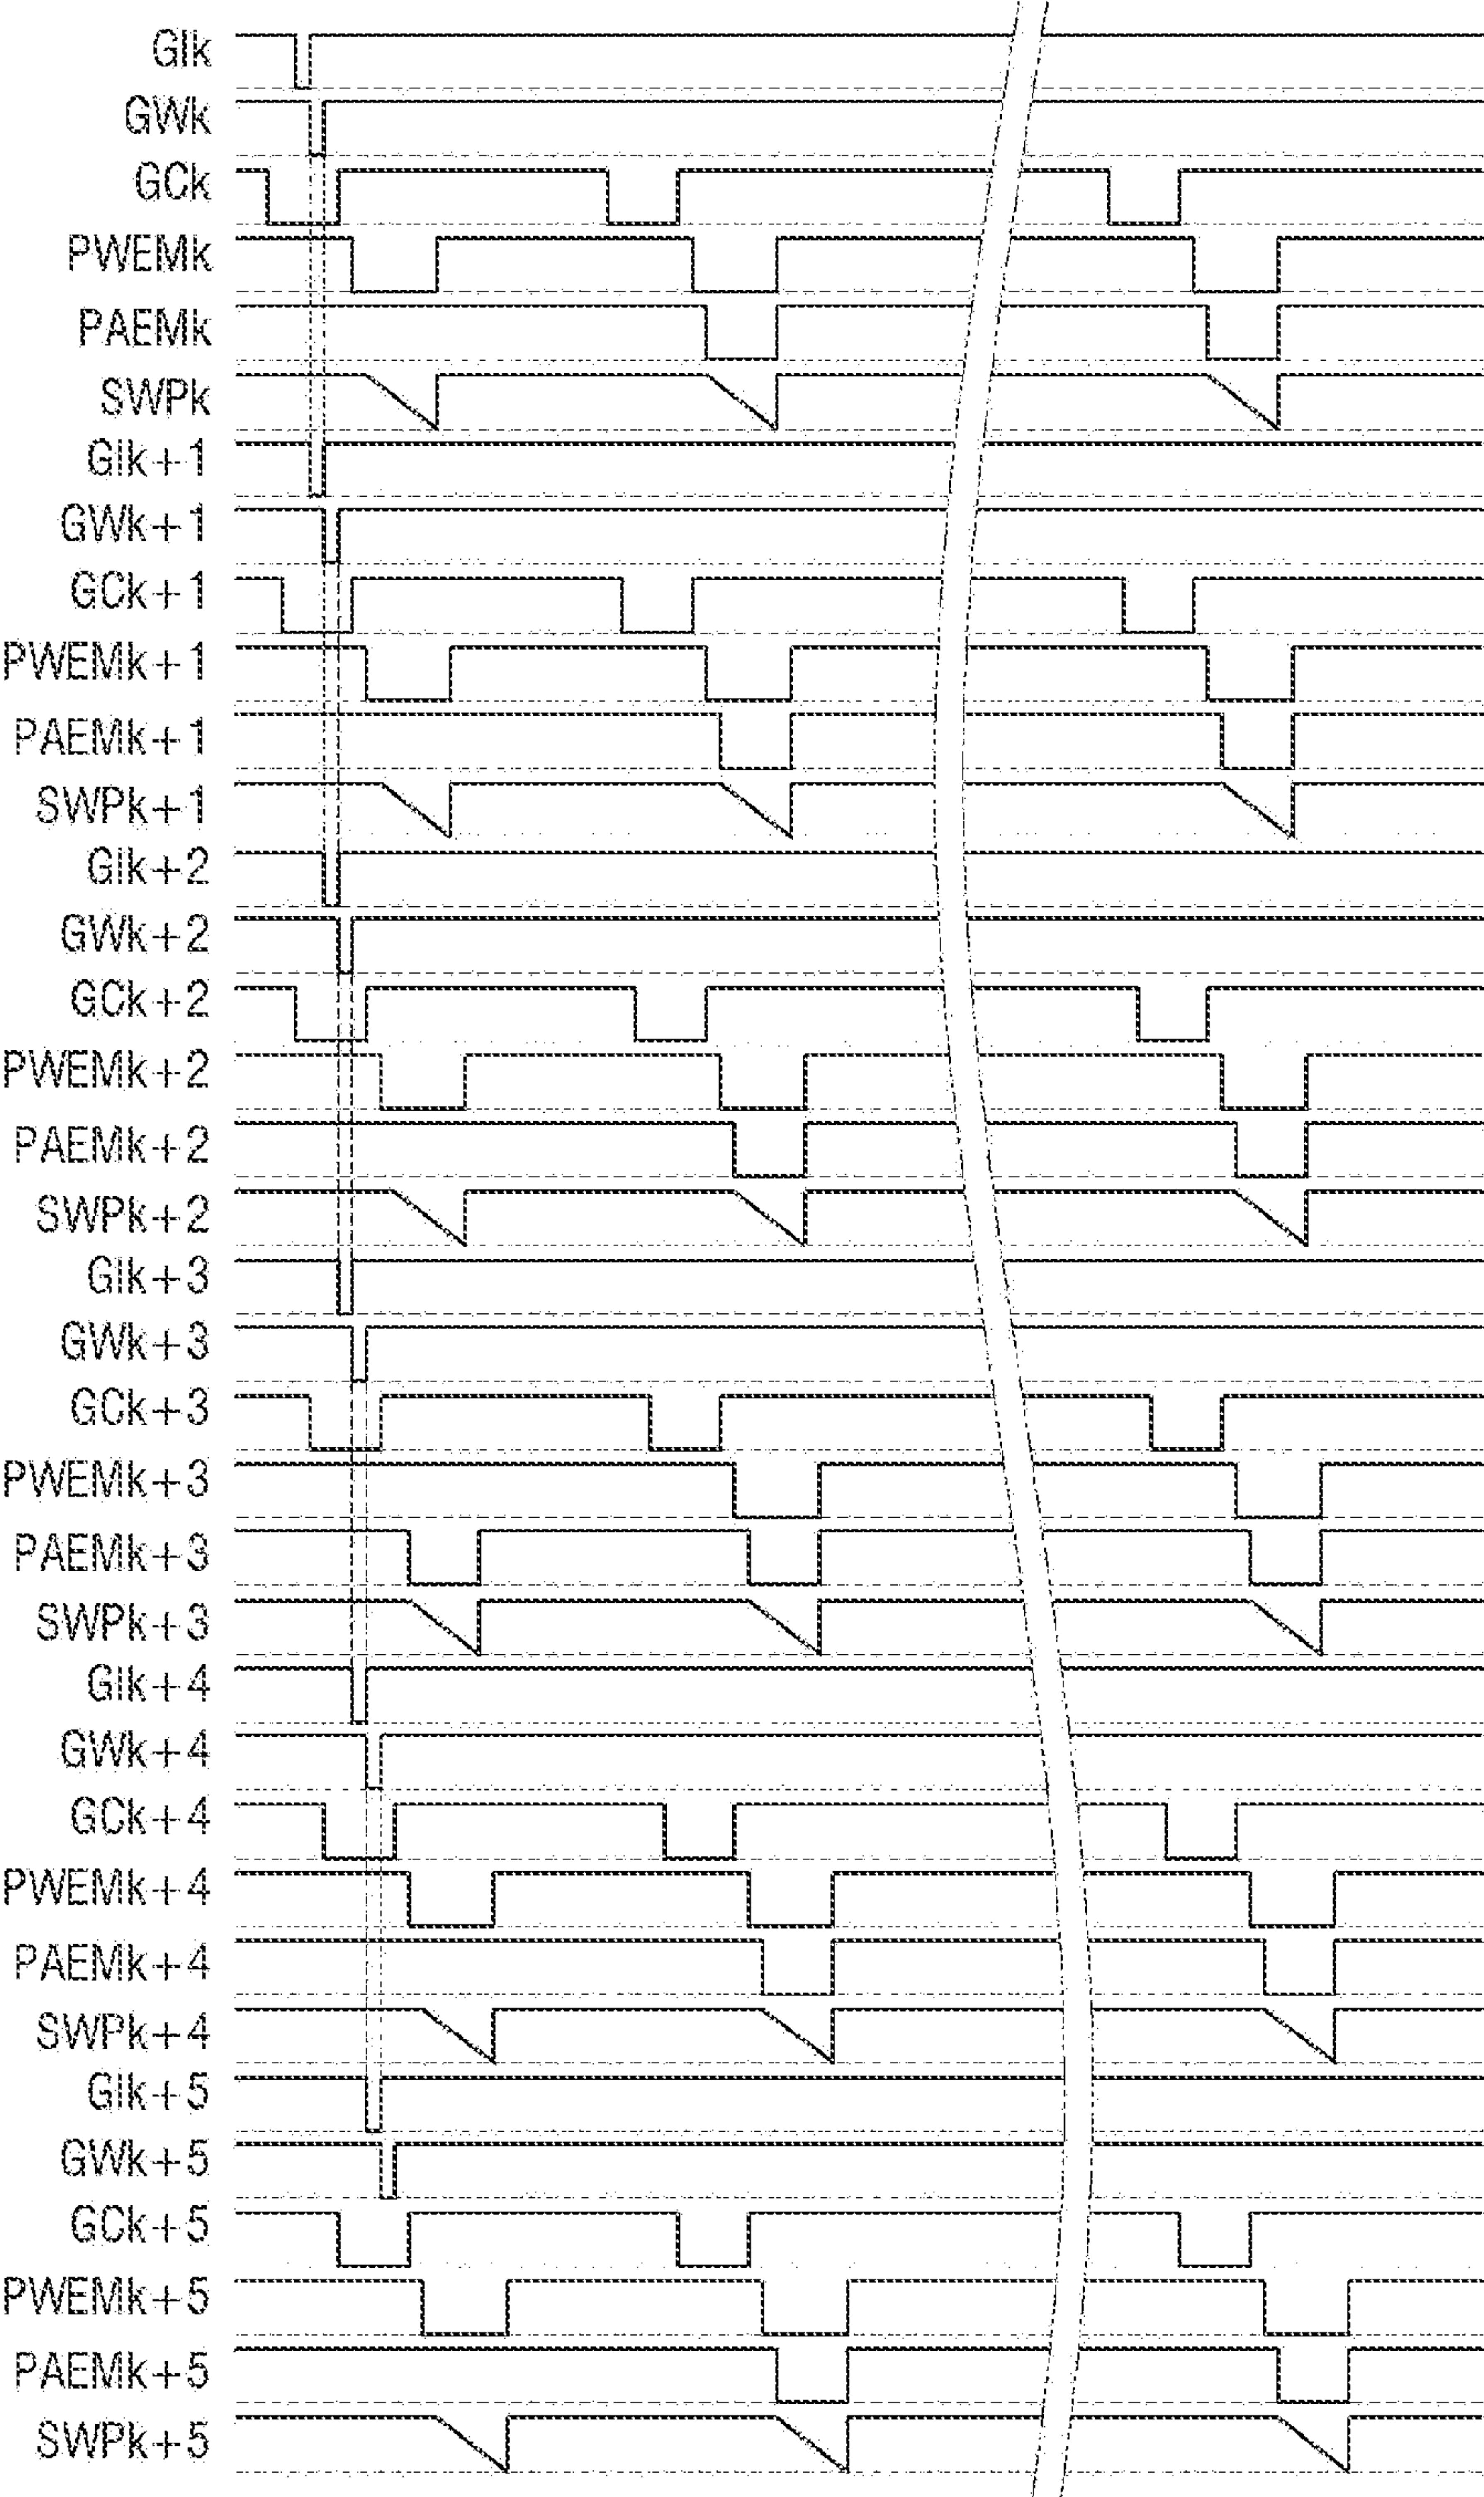 GIk
GWk
GCk
PWEMk
PAEMk
SWPk
GIk+1
GWk+1
GCk+1
PWEMk+1
PAEMk+1
SWPk+1
GIk+2
GWk+2
GCk+2
PWEMk+2
PAEMk+2
SWPk+2
GIk+3
GWk+3
GCk+3
PWEMk+3
PAEMk+3
SWPk+3
GIk+4
GWk+4
GCk+4
PWEMk+4
PAEMk+4
SWPk+4
GIk+5
GWk+5
GCk+5
PWEMk+5
PAEMk+5
SWPk+5